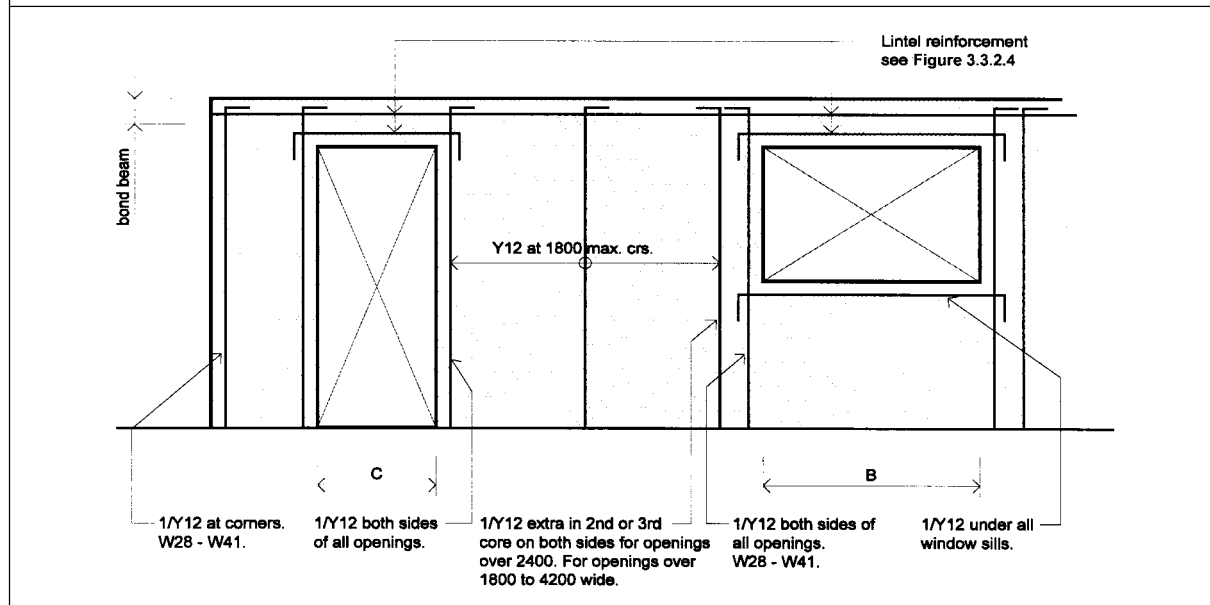 Lintel reinforcement
see Figure 3.3.2.4
bond beam
Y12 at 1800 max. crs.
C
B
1/Y12 at corners.
W28 - W41.
1/Y12 both sides
of all openings.
1/Y12 extra in 2nd or 3rd
core on both sides for openings
over 2400. For openings over
1800 to 4200 wide.
1/Y12 both sides of
all openings.
W28 - W41.
1/Y12 under all
window sills.